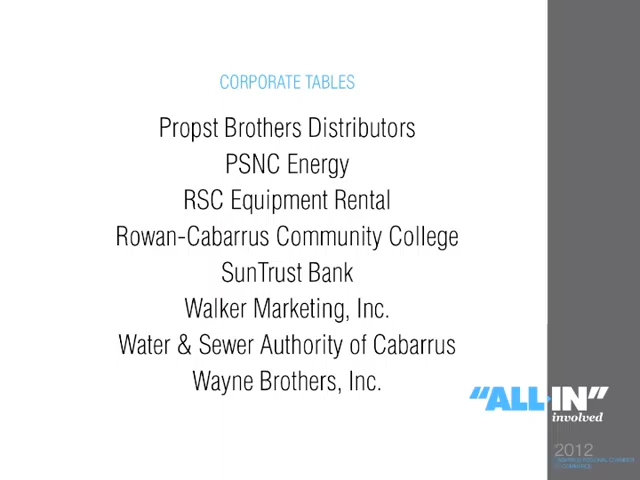 CORPORATE TABLES
Propst Brothers Distributors
PSNC Energy
RSC Equipment Rental
Rowan-Cabarrus Community College
SunTrust Bank
Walker Marketing, Inc.
Water & Sewer Authority of Cabarrus
Wayne Brothers, Inc.
“ALL IN”
involved
2012